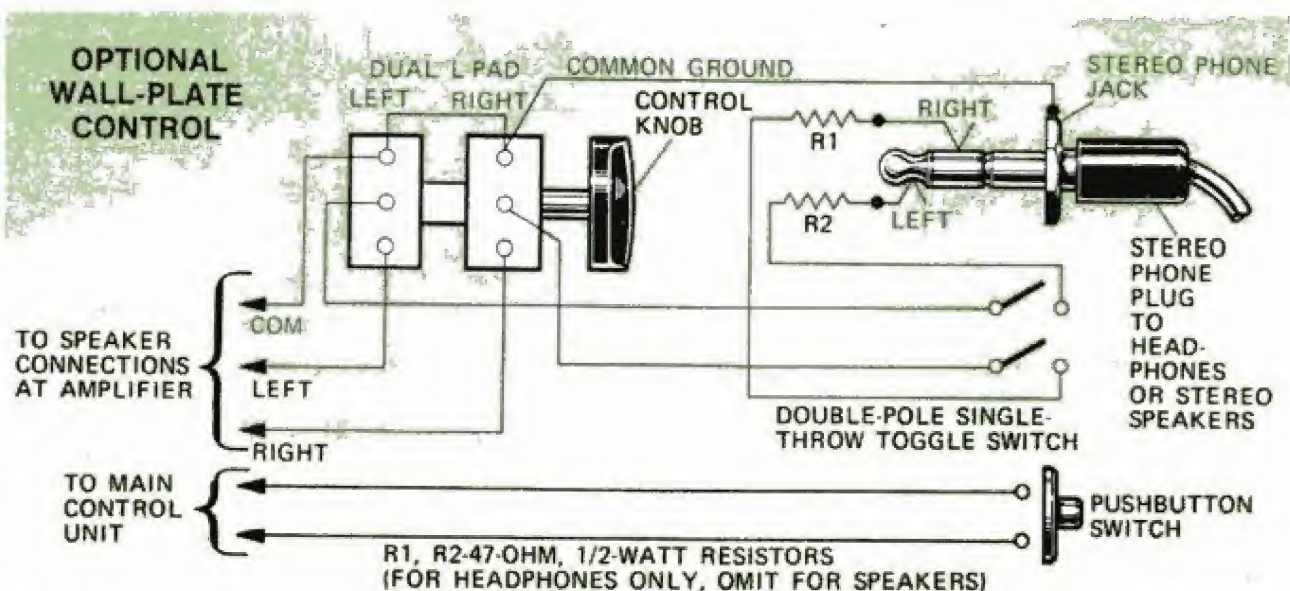 OPTIONAL
WALL-PLATE
CONTROL
DUAL L PAD
LEFT
RIGHT
COMMON GROUND
CONTROL
KNOB
R1
RIGHT
STEREO PHONE
JACK
R2
LEFT
STEREO
PHONE
PLUG
TO
HEAD-
PHONES
OR STEREO
SPEAKERS
TO SPEAKER
CONNECTIONS
AT AMPLIFIER
COM
LEFT
RIGHT
DOUBLE-POLE SINGLE-
THROW TOGGLE SWITCH
TO MAIN
CONTROL
UNIT
PUSHBUTTON
SWITCH
R1, R2-47-OHM, 1/2-WATT RESISTORS
(FOR HEADPHONES ONLY, OMIT FOR SPEAKERS)